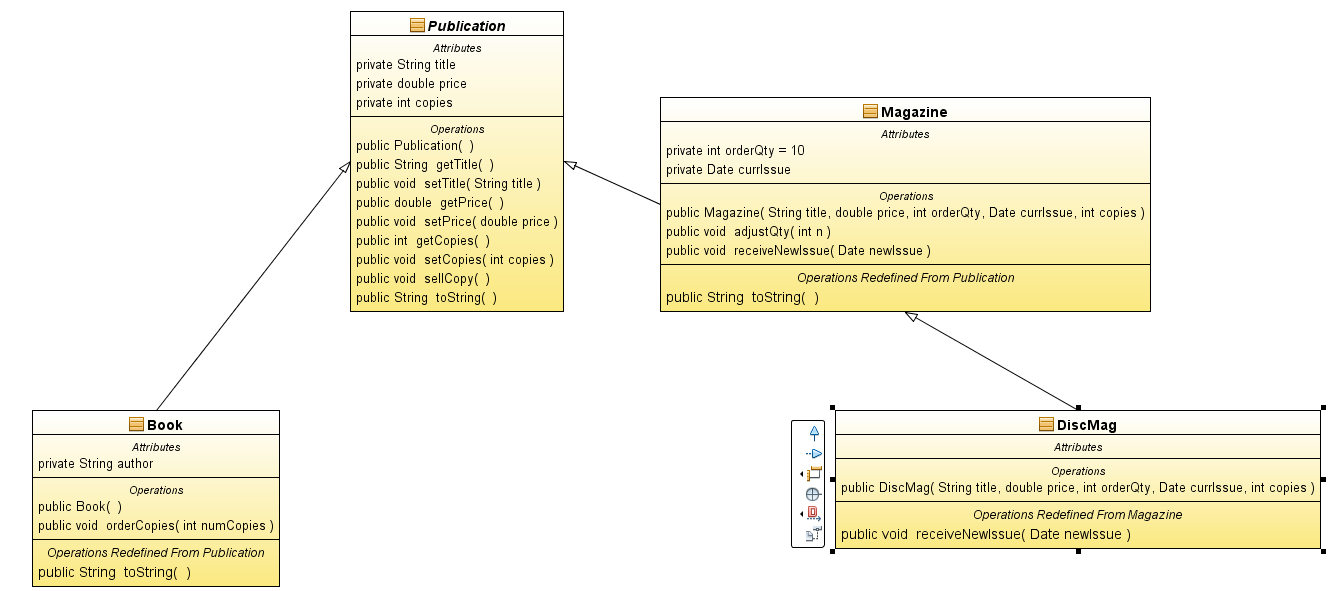 Publication
Attributes
private String title
private double price
private int copies
Operations
public Publication( )
public String getTitle( )
public void setTitle( String title )
public double getPrice( )
public void setPrice( double price )
public int getCopies( )
public void setCopies( int copies )
public void sellCopy( )
public String toString( )
Magazine
Attributes
private int orderQty = 10
private Date currIssue
Operations
public Magazine( String title, double price, int orderQty, Date currIssue, int copies )
public void adjustQty( int n )
public void receiveNewIssue( Date newIssue )
Operations Redefined From Publication
public String toString( )
Book
Attributes
private String author
Operations
public Book( )
public void orderCopies( int numCopies )
Operations Redefined From Publication
public String toString( )
DiscMag
Attributes
Operations
public DiscMag( String title, double price, int orderQty, Date currIssue, int copies )
Operations Redefined From Magazine
public void receiveNewIssue( Date newIssue )